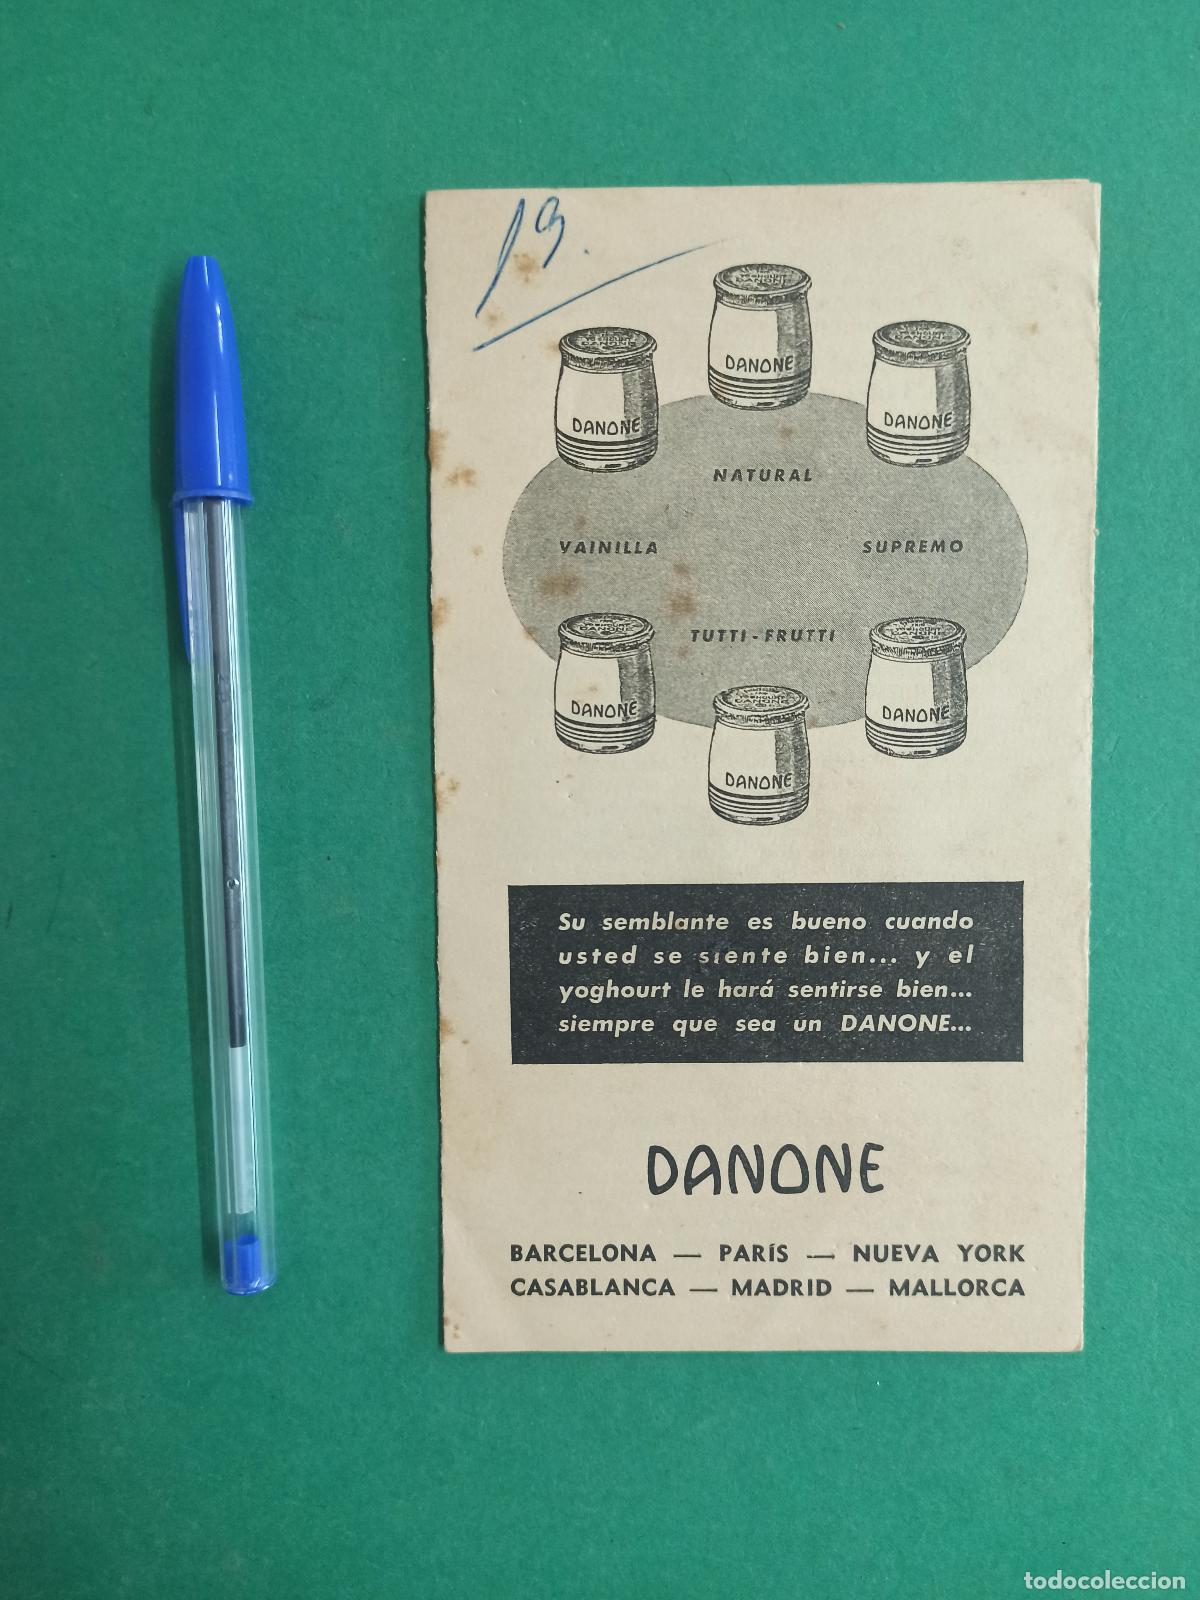 19.
DANONE
DANONE
DANONE
NATURAL
VAINILLA
SUPREMO
TUTTI-FRUTTI
DANONE
DANONE
DANONE
Su semblante es bueno cuando
usted se siente bien... y el
yoghourt le hará sentirse bien...
siempre que sea un DANONE...
DANONE
BARCELONA — PARÍS — NUEVA YORK
CASABLANCA — MADRID — MALLORCA
todocoleccion